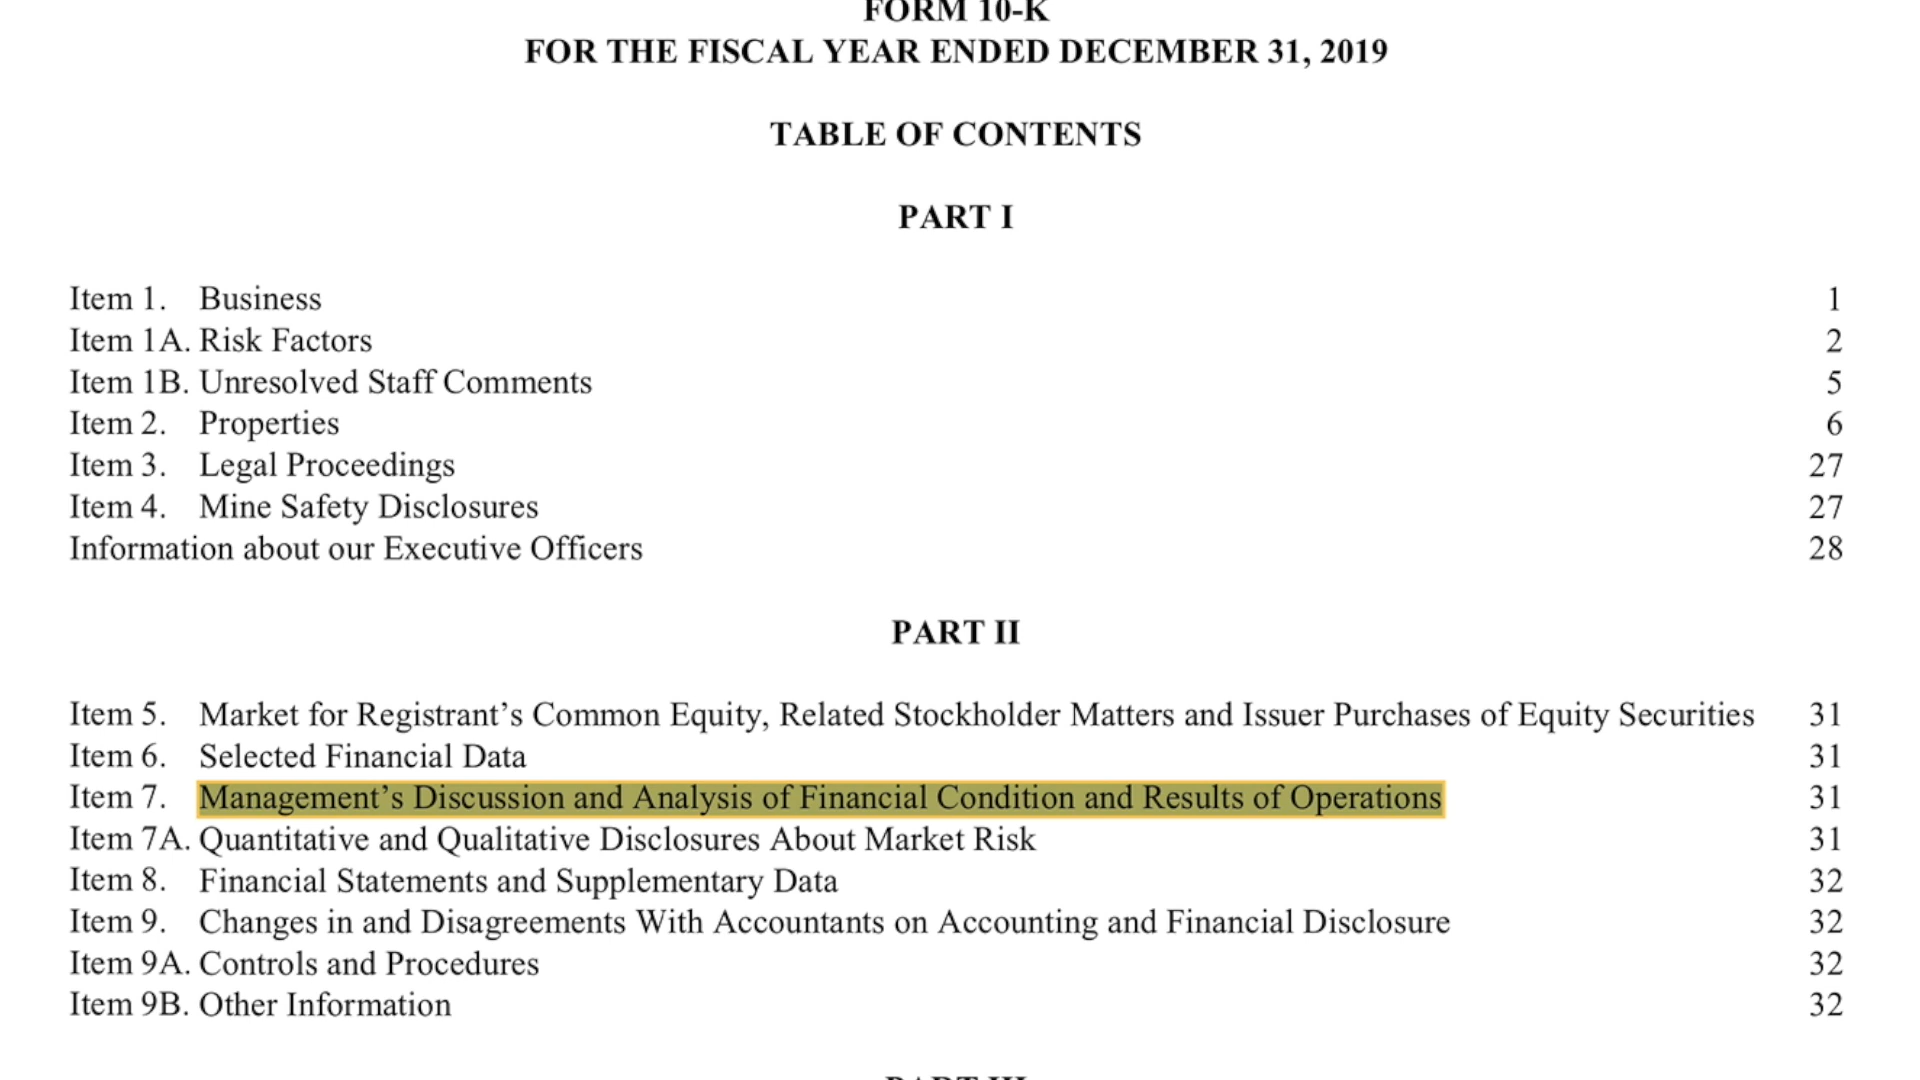 FORM 10-K
FOR THE FISCAL YEAR ENDED DECEMBER 31, 2019
TABLE OF CONTENTS
PART I
Item 1. Business 1
Item 1A. Risk Factors 2
Item 1B. Unresolved Staff Comments 5
Item 2. Properties 6
Item 3. Legal Proceedings 27
Item 4. Mine Safety Disclosures 27
Information about our Executive Officers 28
PART II
Item 5. Market for Registrant’s Common Equity, Related Stockholder Matters and Issuer Purchases of Equity Securities 31
Item 6. Selected Financial Data 31
Item 7. Management’s Discussion and Analysis of Financial Condition and Results of Operations 31
Item 7A. Quantitative and Qualitative Disclosures About Market Risk 31
Item 8. Financial Statements and Supplementary Data 32
Item 9. Changes in and Disagreements With Accountants on Accounting and Financial Disclosure 32
Item 9A. Controls and Procedures 32
Item 9B. Other Information 32
PART III